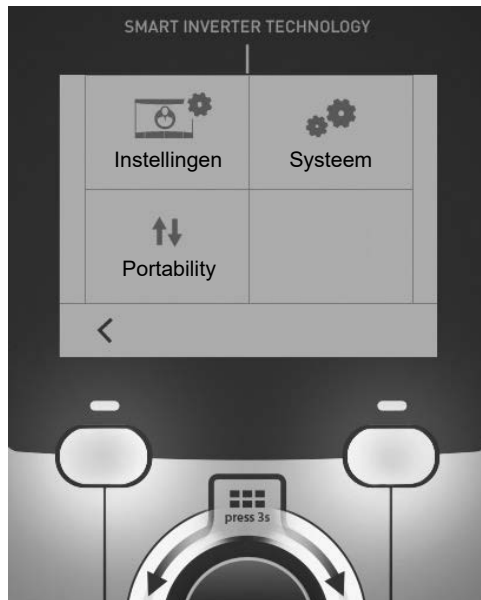 SMART INVERTER TECHNOLOGY
Instellingen Systeem
Portability
press 3s